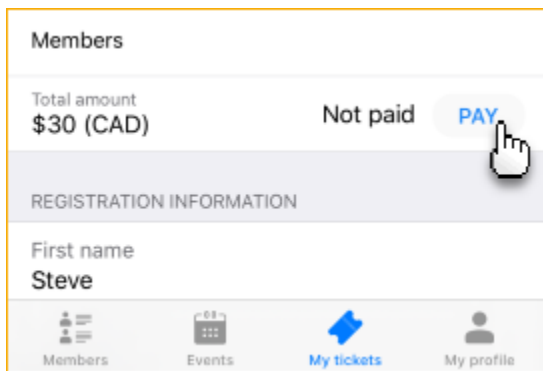 Members
Total amount
$30 (CAD)
Not paid
PAY
REGISTRATION INFORMATION
First name
Steve
Members
Events
My tickets
My profile